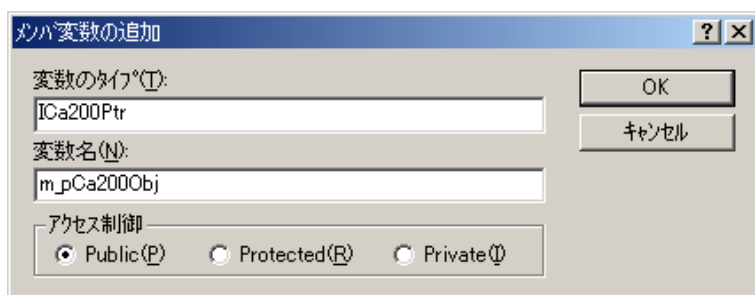 ﾒﾝﾊﾞ変数の追加
変数のﾀｲﾌﾟ(T):
ICa200Ptr
OK
変数名(N):
キャンセル
m_pCa200Obj
アクセス制御
Public(P) Protected(R) Private(I)